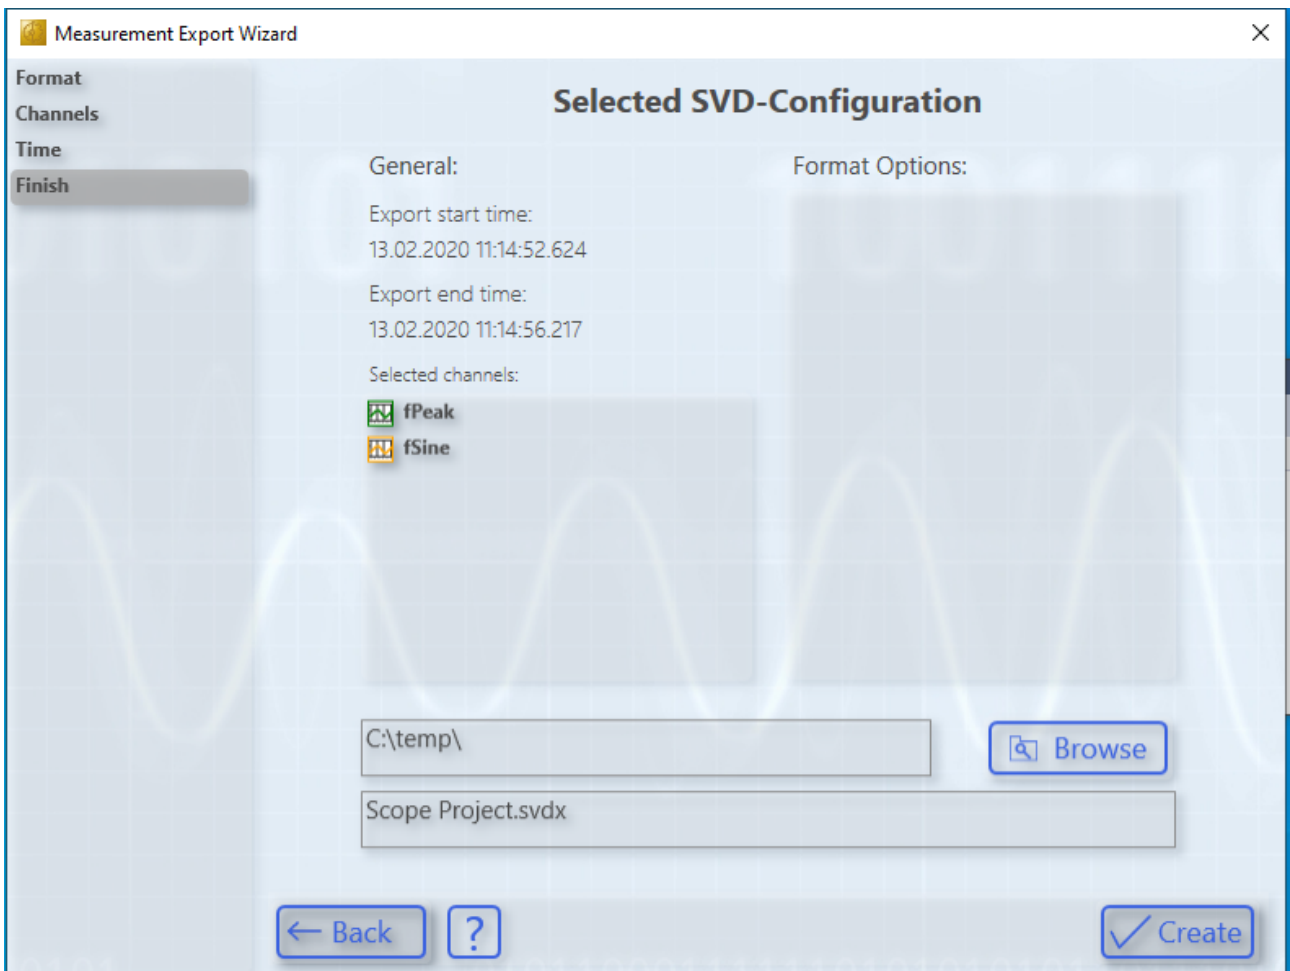 Measurement Export Wizard
Format
Channels
Time
Finish
Selected SVD-Configuration
General:
Export start time:
13.02.2020 11:14:52.624
Export end time:
13.02.2020 11:14:56.217
Selected channels:
fPeak
fSine
Format Options:
C:\temp\
Browse
Scope Project.svdx
Back
?
Create